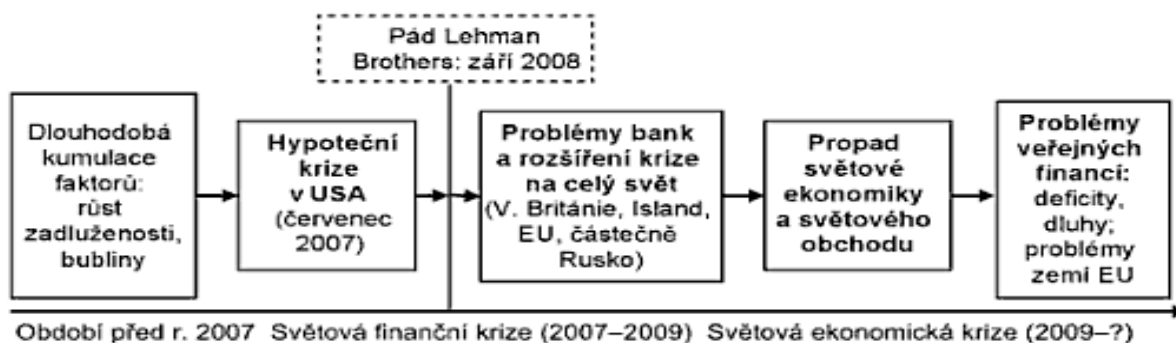 Pád Lehman
Brothers: září 2008
Dlouhodobá
kumulace
faktorů:
růst
zadluženosti,
bubliny
Hypoteční
krize
v USA
(červenec
2007)
Problémy bank
a rozšíření krize
na celý svět
(V. Británie, Island,
EU, částečně
Rusko)
Propad
světové
ekonomiky
a světového
obchodu
Problémy
veřejných
financí:
deficity,
dluhy;
problémy
zemí EU
Období před r. 2007 Světová finanční krize (2007–2009) Světová ekonomická krize (2009–?)